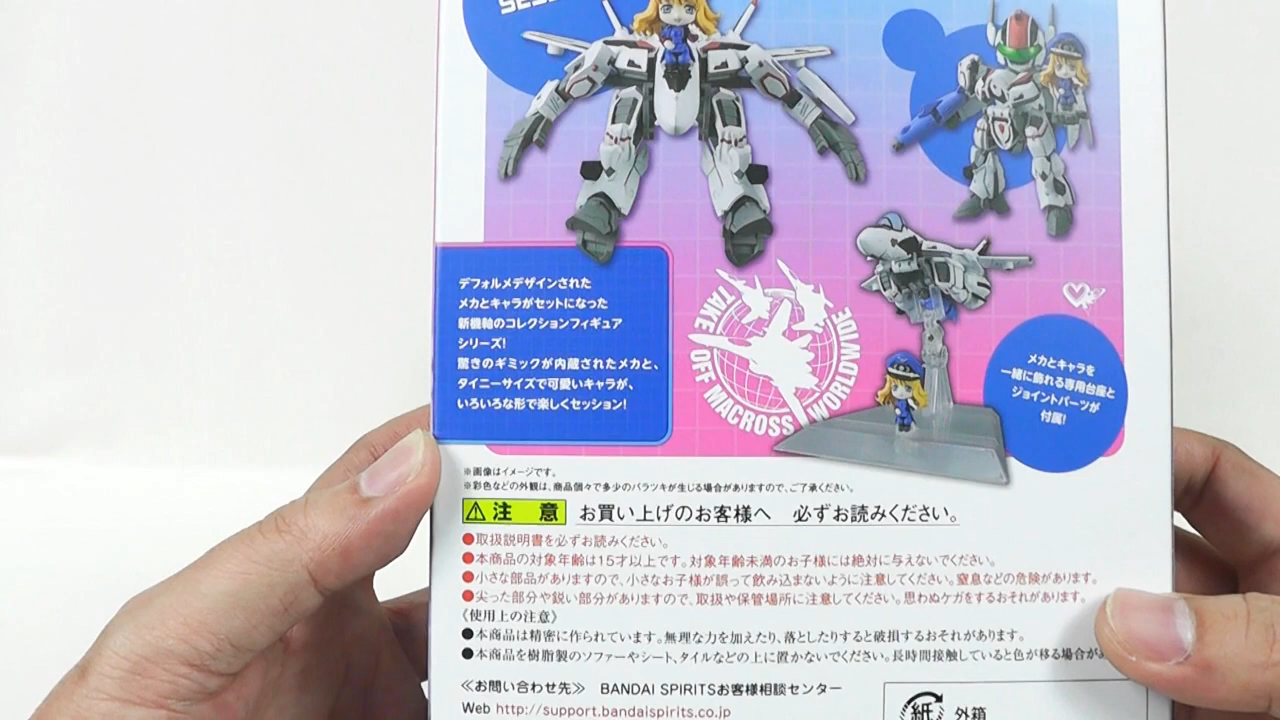 デフォルメデザインされた
メカとキャラがセットになった
新機軸のコレクションフィギュア
シリーズ!
驚きのギミックが内蔵されたメカと、
タイニーサイズで可愛いキャラが、
いろいろな形で楽しくセッション!
TAKE OFF MACROSS WORLDWIDE
メカとキャラを
一緒に飾れる専用台座と
ジョイントパーツが
付属!
※画像はイメージです。
※彩色などの外観は、商品個々で多少のバラツキが生じる場合がありますので、ご了承ください。
⚠注 意 お買い上げのお客様へ 必ずお読みください。
●取扱説明書を必ずお読みください。
●本商品の対象年齢は15才以上です。対象年齢未満のお子様には絶対に与えないでください。
●小さな部品がありますので、小さなお子様が誤って飲み込まないように注意してください。窒息などの危険があります。
●尖った部分や鋭い部分がありますので、取扱や保管場所に注意してください。思わぬケガをするおそれがあります。
《使用上の注意》
●本商品は精密に作られています。無理な力を加えたり、落としたりすると破損するおそれがあります。
●本商品を樹脂製のソファーやシート、タイルなどの上に置かないでください。長時間接触していると色が移る場合が
≪お問い合わせ先≫ BANDAI SPIRITSお客様相談センター
Web http://support.bandaispirits.co.jp
紙 外箱